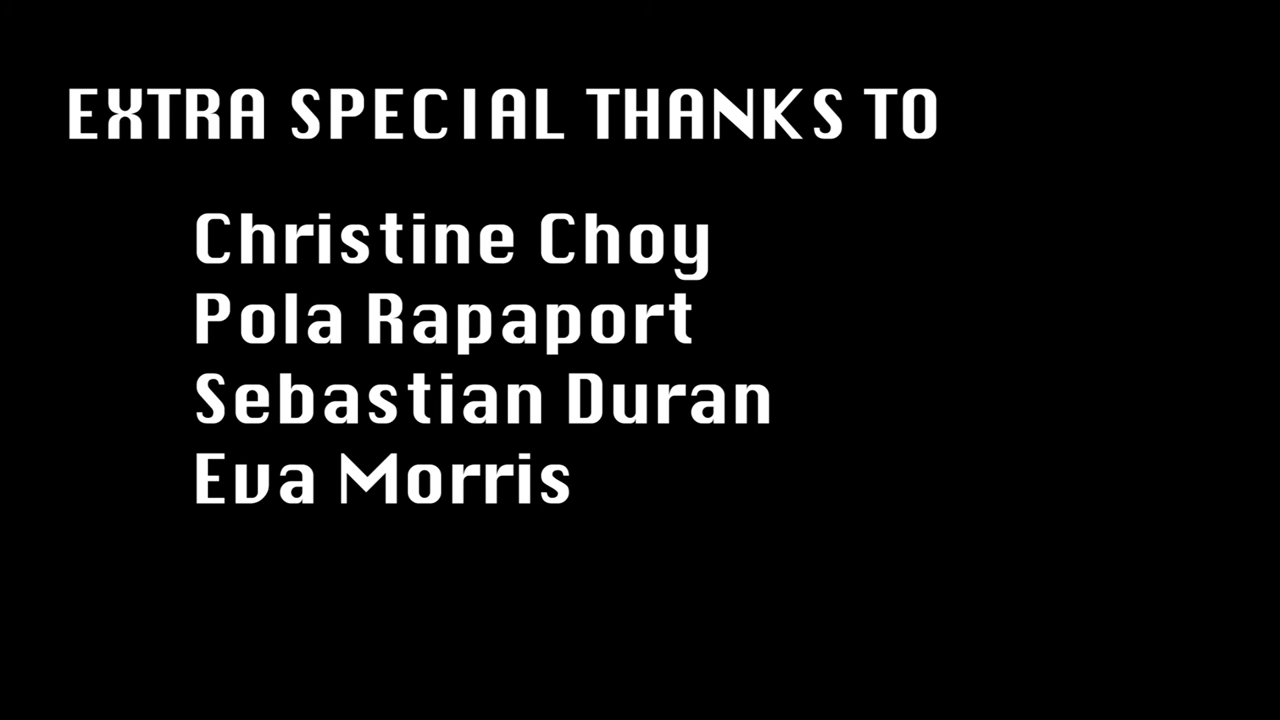 EXTRA SPECIAL THANKS TO
Christine Choy
Pola Rapaport
Sebastian Duran
Eva Morris